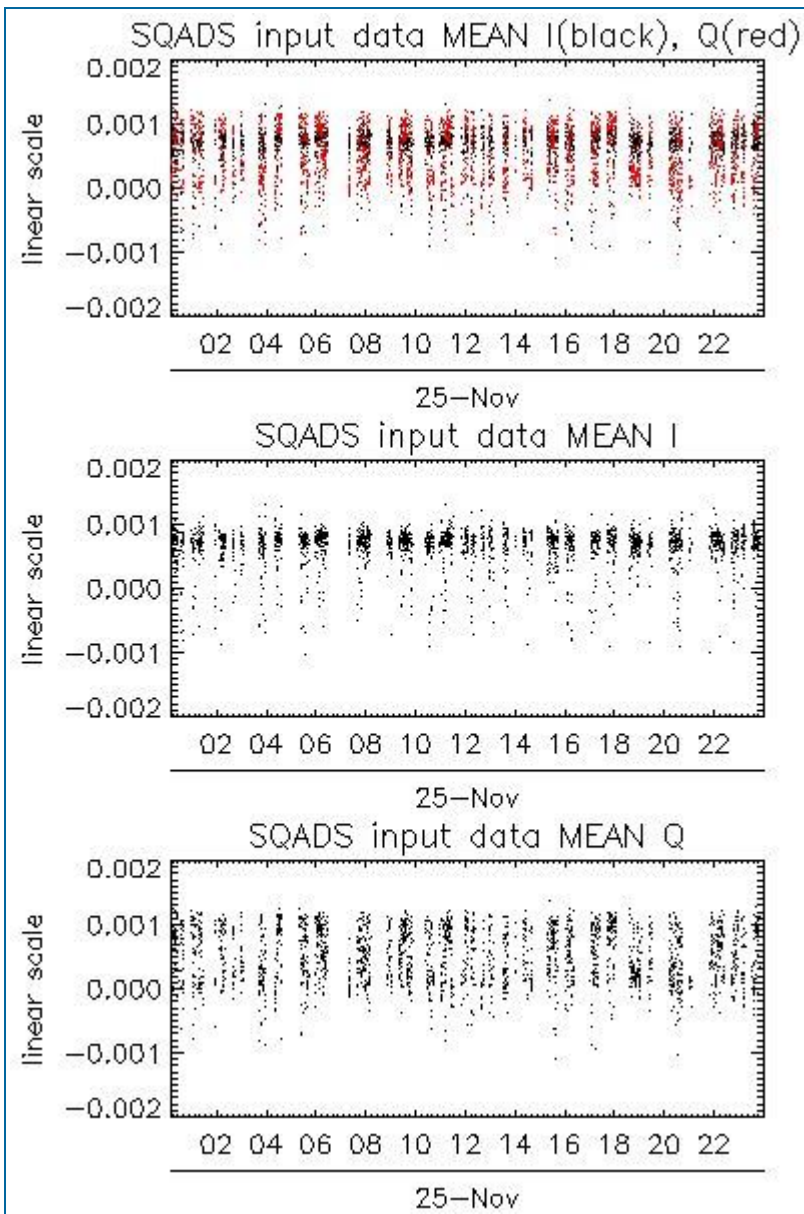 SQADS input data MEAN I(black), Q(red)
linear scale
0.002
0.001
0.000
-0.001
-0.002
02 04 06 08 10 12 14 16 18 20 22
25-Nov
SQADS input data MEAN I
linear scale
0.002
0.001
0.000
-0.001
-0.002
02 04 06 08 10 12 14 16 18 20 22
25-Nov
SQADS input data MEAN Q
linear scale
0.002
0.001
0.000
-0.001
-0.002
02 04 06 08 10 12 14 16 18 20 22
25-Nov